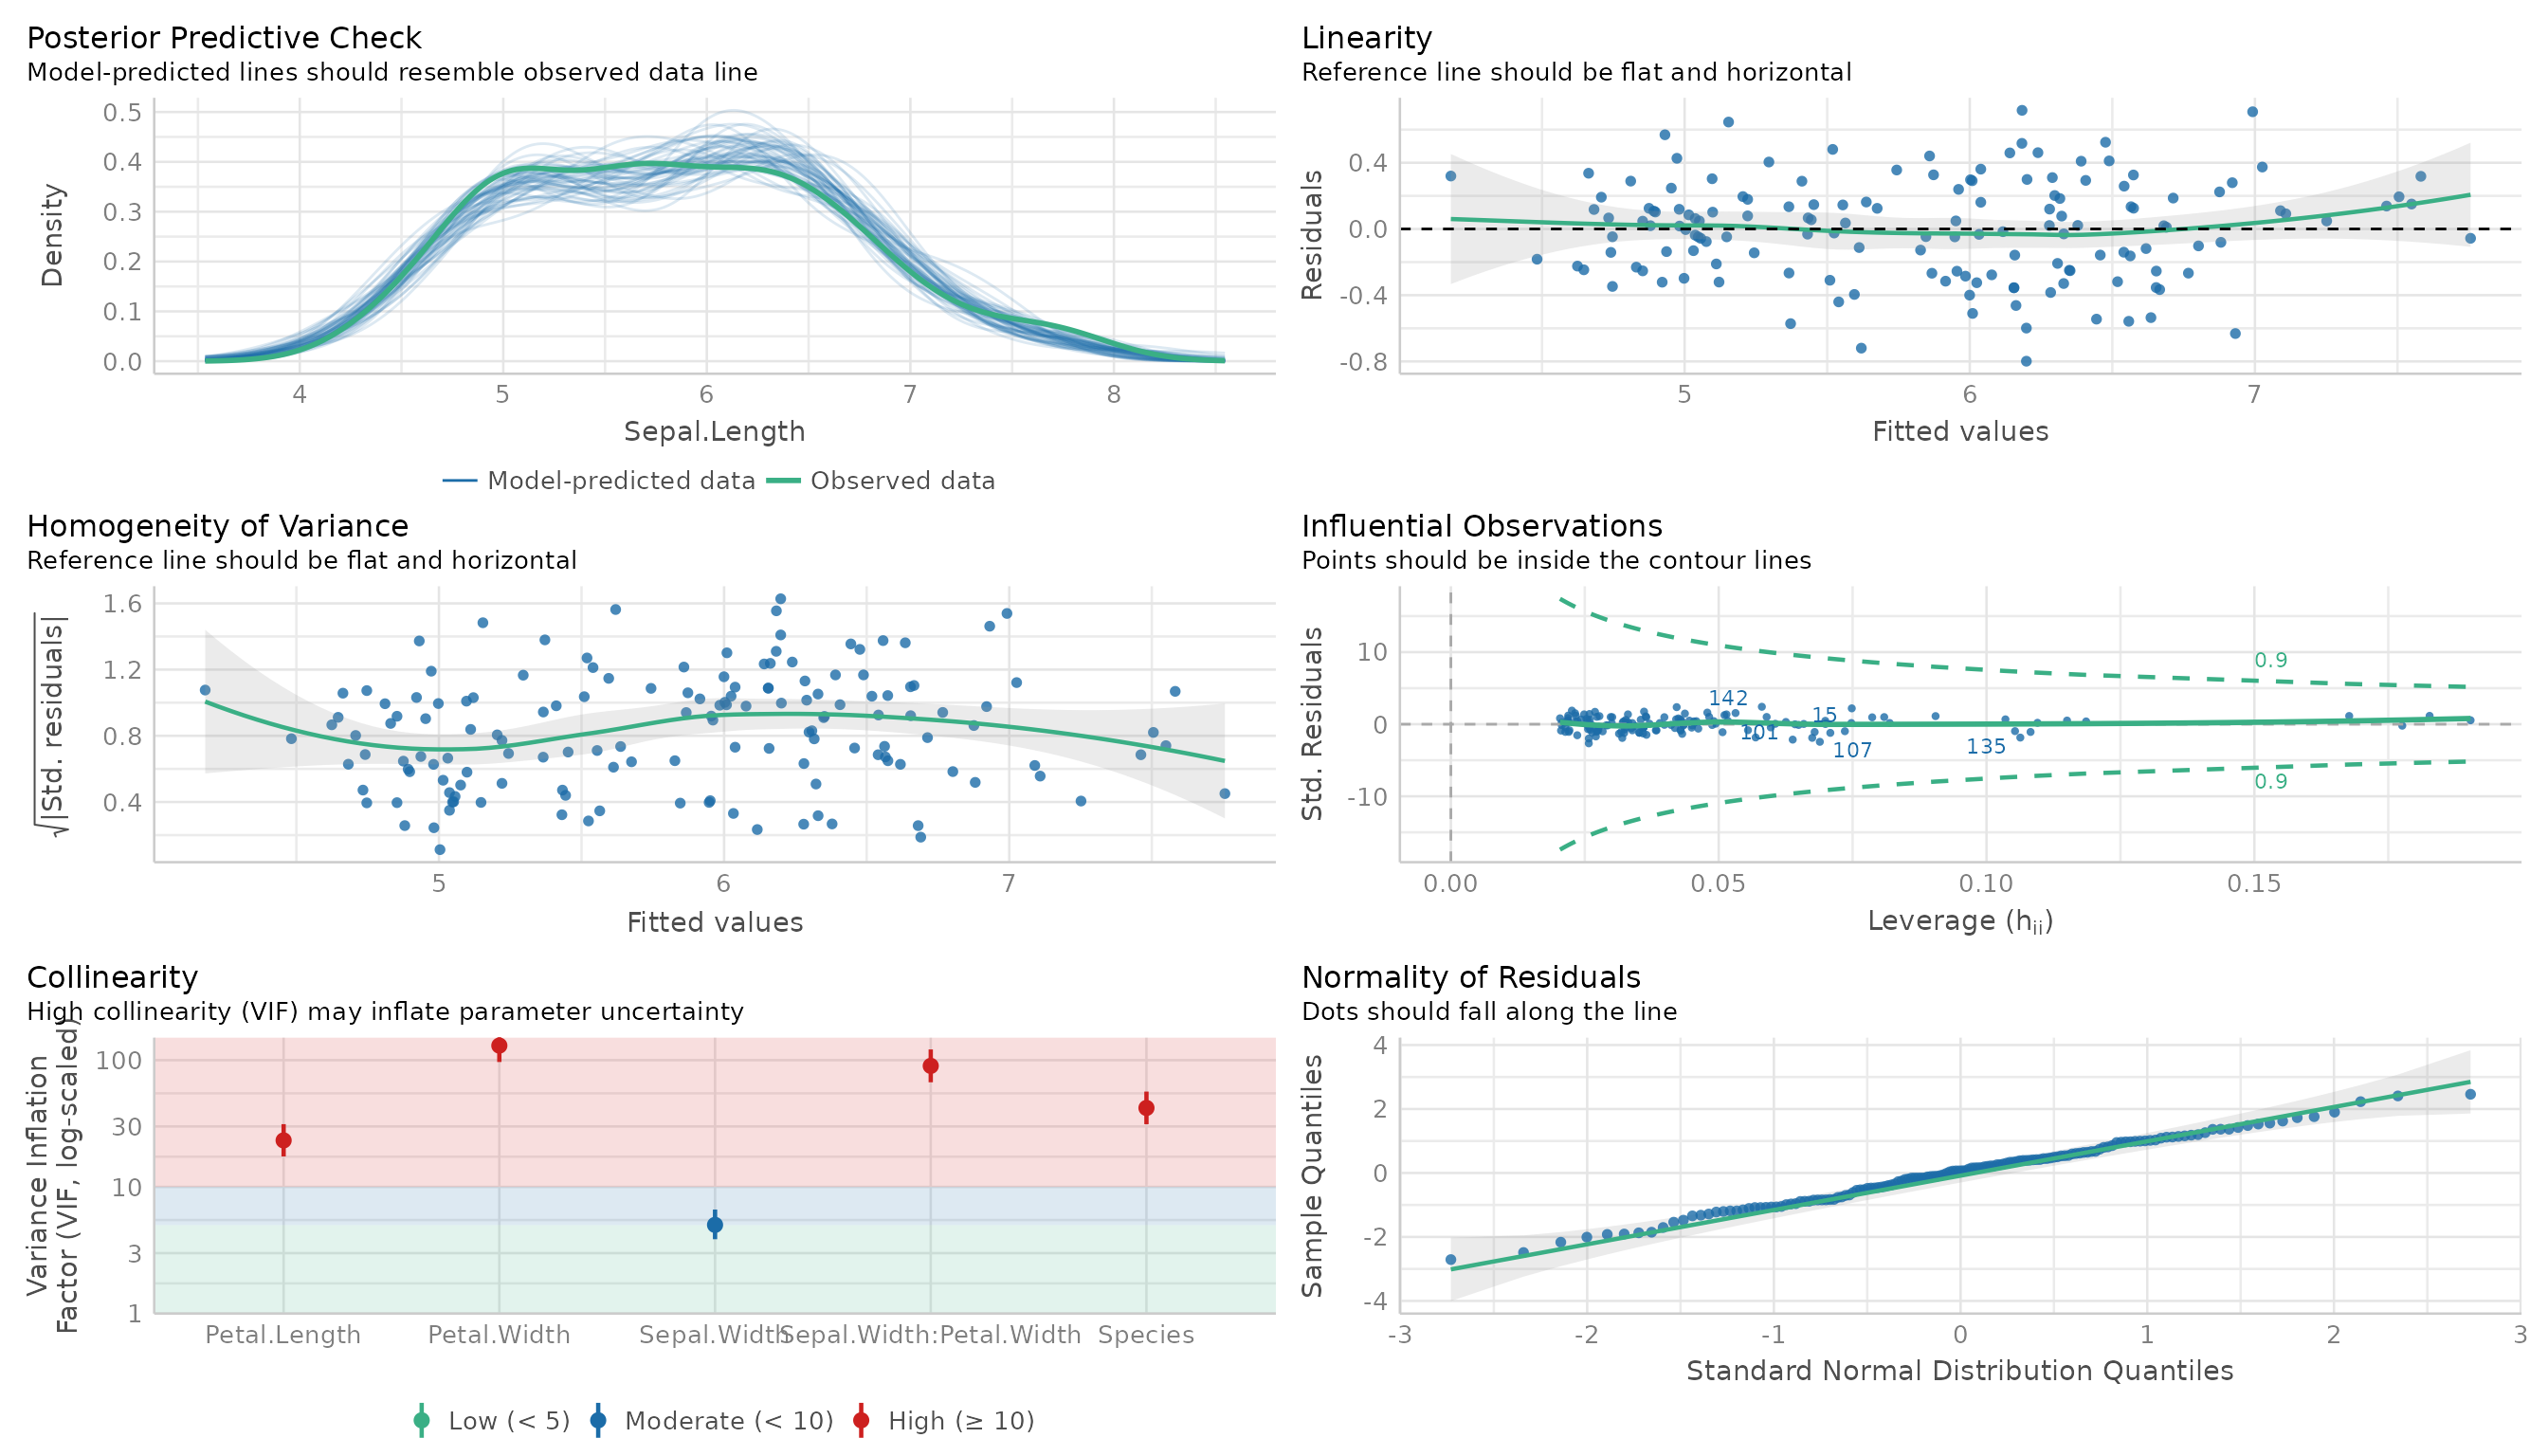 Posterior Predictive Check
Model-predicted lines should resemble observed data line
Density
0.5
0.4
0.3
0.2
0.1
0.0
4 5 6 7 8
Sepal.Length
Model-predicted data Observed data
Linearity
Reference line should be flat and horizontal
Residuals
0.4
0.0
-0.4
-0.8
5 6 7
Fitted values
Homogeneity of Variance
Reference line should be flat and horizontal
√|Std. residuals|
1.6
1.2
0.8
0.4
5 6 7
Fitted values
Influential Observations
Points should be inside the contour lines
Std. Residuals
10
0
-10
0.9
142
15
101
107
135
0.9
0.00 0.05 0.10 0.15
Leverage (hii)
Collinearity
High collinearity (VIF) may inflate parameter uncertainty
Variance Inflation
Factor (VIF, log-scaled)
100
30
10
3
1
Petal.Length Petal.Width Sepal.Width Sepal.Width:Petal.Width Species
Low (< 5) Moderate (< 10) High (≥ 10)
Normality of Residuals
Dots should fall along the line
Sample Quantiles
4
2
0
-2
-4
-3 -2 -1 0 1 2 3
Standard Normal Distribution Quantiles